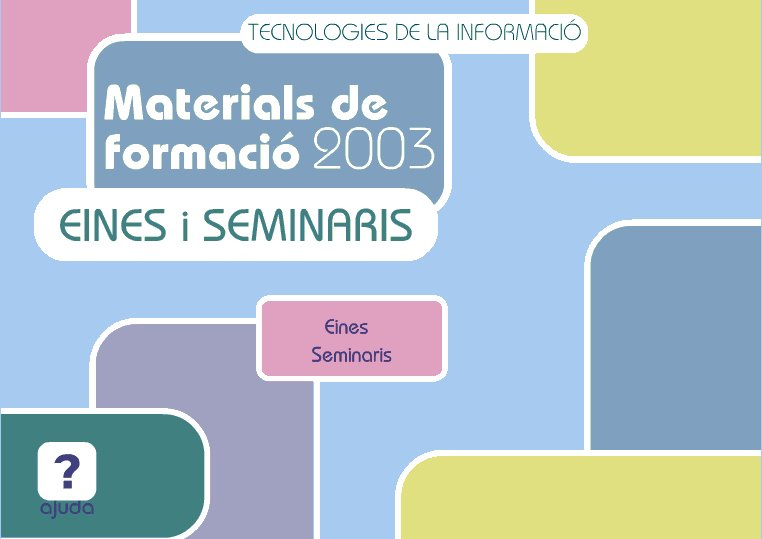 TECNOLOGIES DE LA INFORMACIÓ
Materials de
formació 2003
EINES i SEMINARIS
Eines
Seminaris
?
ajuda